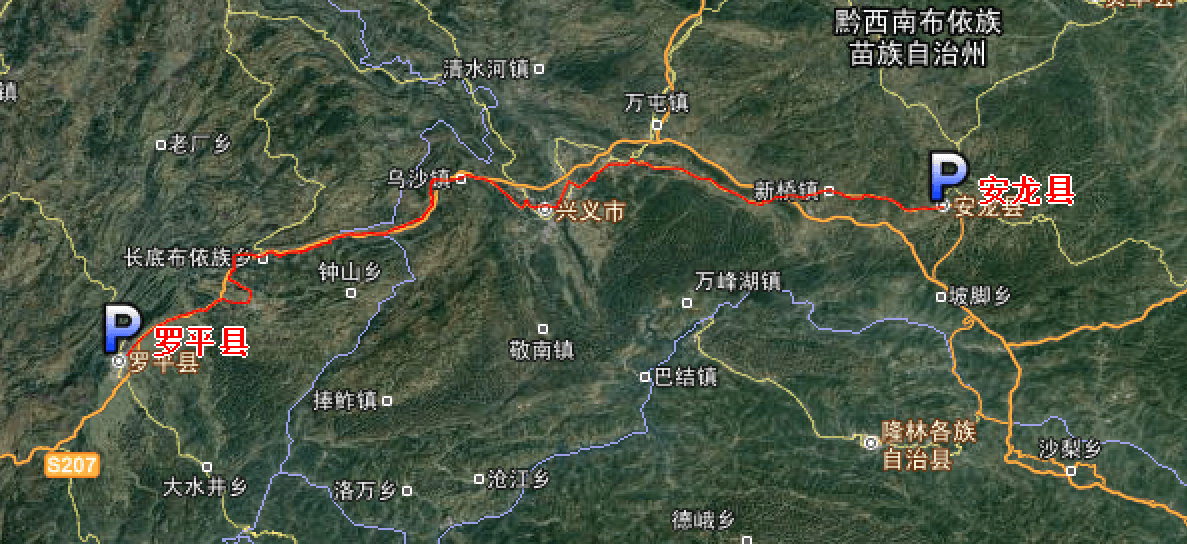 黔西南布依族
苗族自治州
清水河镇
镇
万屯镇
老厂乡
乌沙镇
新桥镇
P
安龙县
安龙县
兴义市
长底布依族乡
钟山乡
万峰湖镇
坡脚乡
P
罗平县
罗平县
敬南镇
巴结镇
捧鲊镇
隆林各族
自治县
沙梨乡
S207
大水井乡
洛万乡
沧江乡
德峨乡